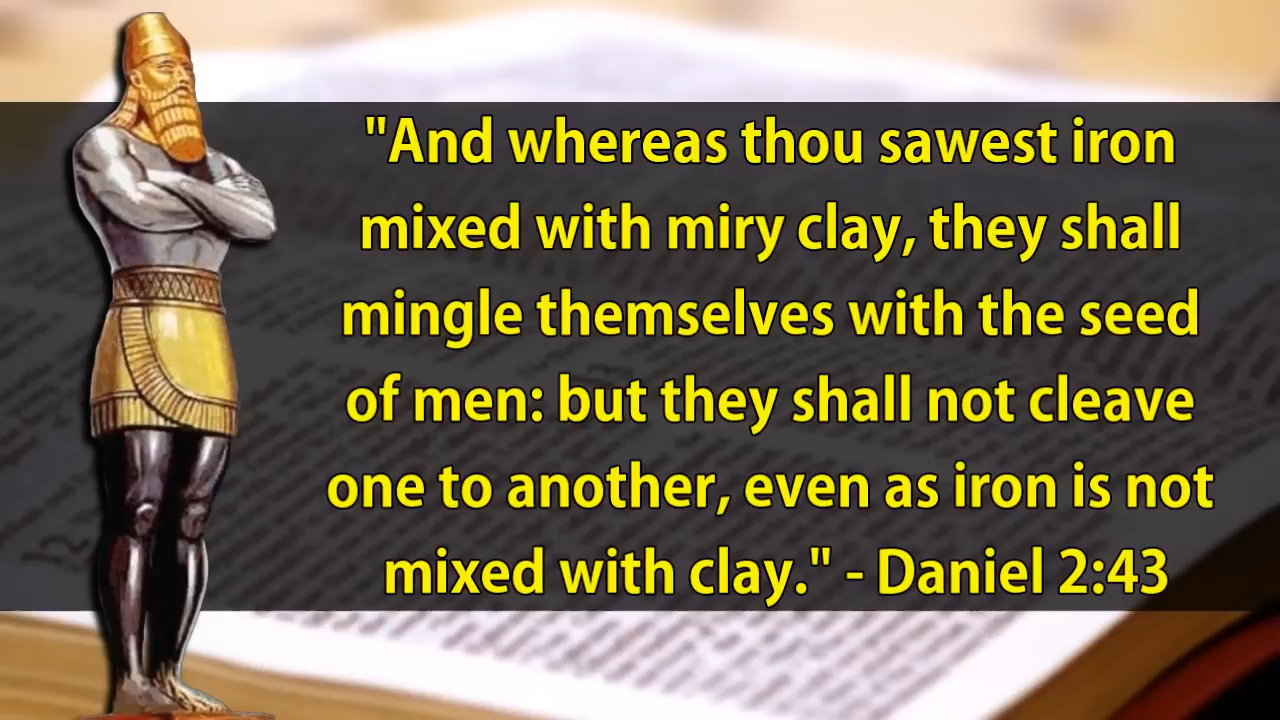 "And whereas thou sawest iron
mixed with miry clay, they shall
mingle themselves with the seed
of men: but they shall not cleave
one to another, even as iron is not
mixed with clay." - Daniel 2:43